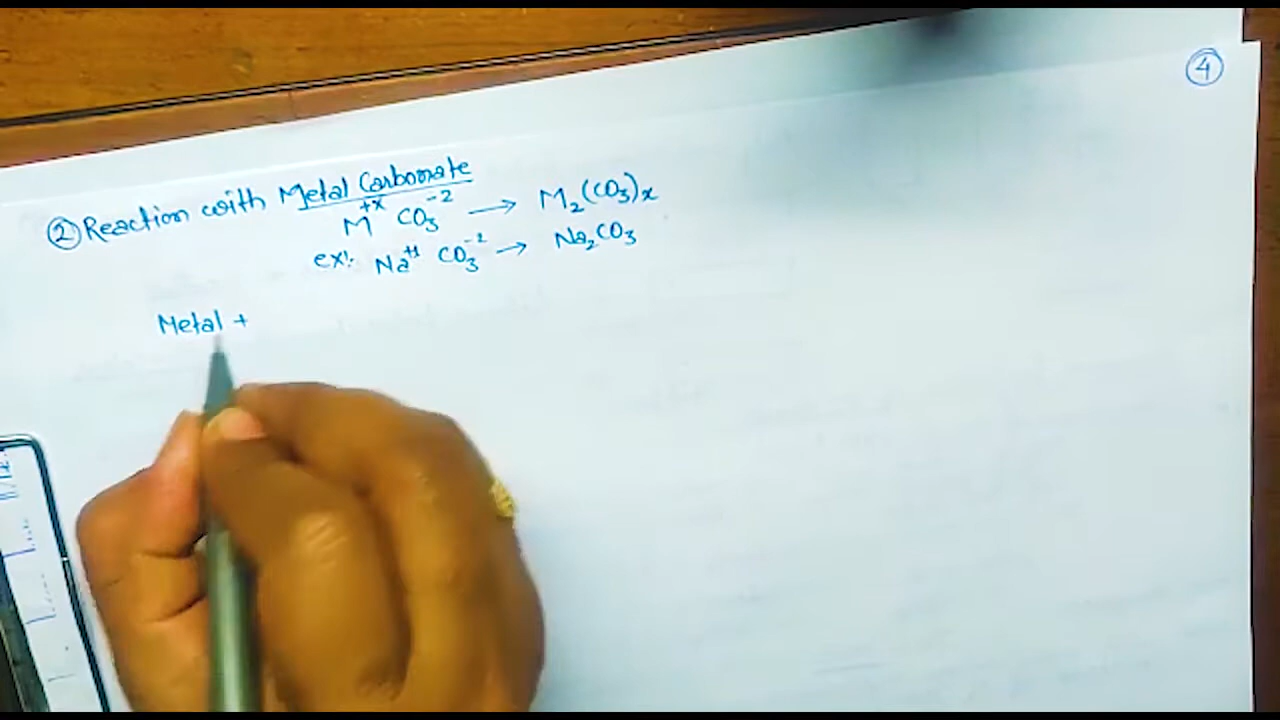 4
② Reaction with Metal Carbonate
M⁺ˣ CO₃⁻² → M₂(CO₃)ₓ
ex:- Na⁺¹ CO₃⁻² → Na₂CO₃
Metal +